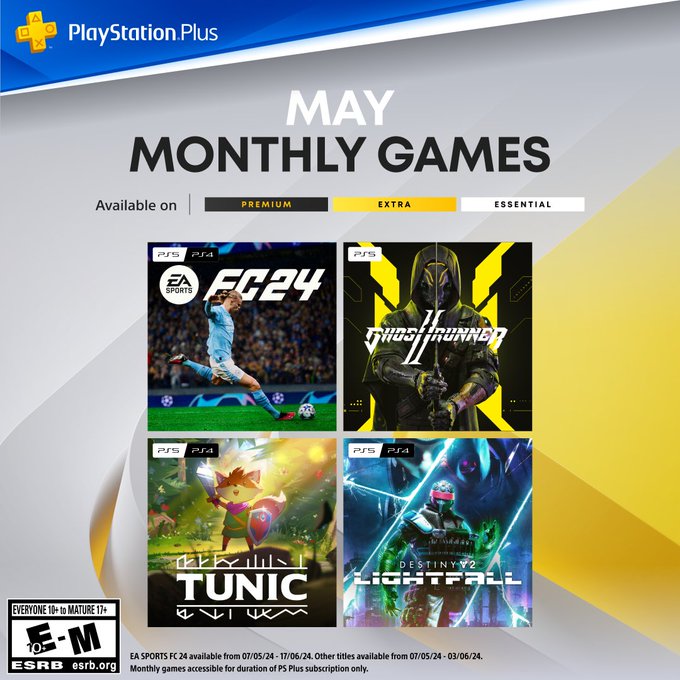 PlayStation.Plus
MAY
MONTHLY GAMES
Available on
PREMIUM
EXTRA
ESSENTIAL
PS5 PS4
EA
SPORTS
FC24
PS5
GHOSTRUNNER
II
PS5 PS4
TUNIC
PS5 PS4
DESTINY 2
LIGHTFALL
EVERYONE 10+ to MATURE 17+
E-M
10+
ESRB esrb.org
EA SPORTS FC 24 available from 07/05/24 - 17/06/24. Other titles available from 07/05/24 - 03/06/24.
Monthly games accessible for duration of PS Plus subscription only.